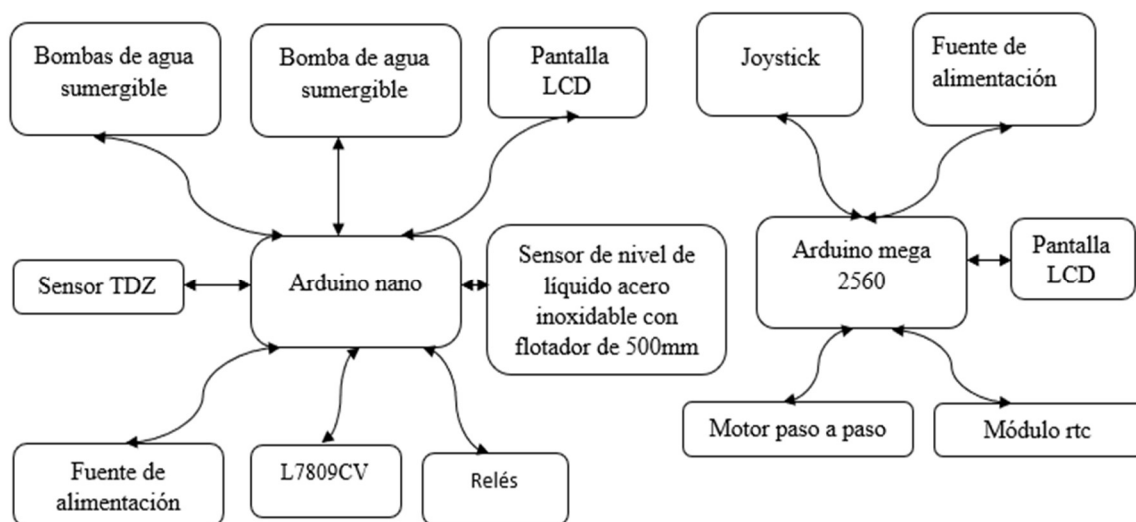 Bombas de agua
sumergible
Bomba de agua
sumergible
Pantalla
LCD
Joystick
Fuente de
alimentación
Sensor TDZ
Arduino nano
Sensor de nivel de
líquido acero
inoxidable con
flotador de 500mm
Arduino mega
2560
Pantalla
LCD
Fuente de
alimentación
L7809CV
Relés
Motor paso a paso
Módulo rtc